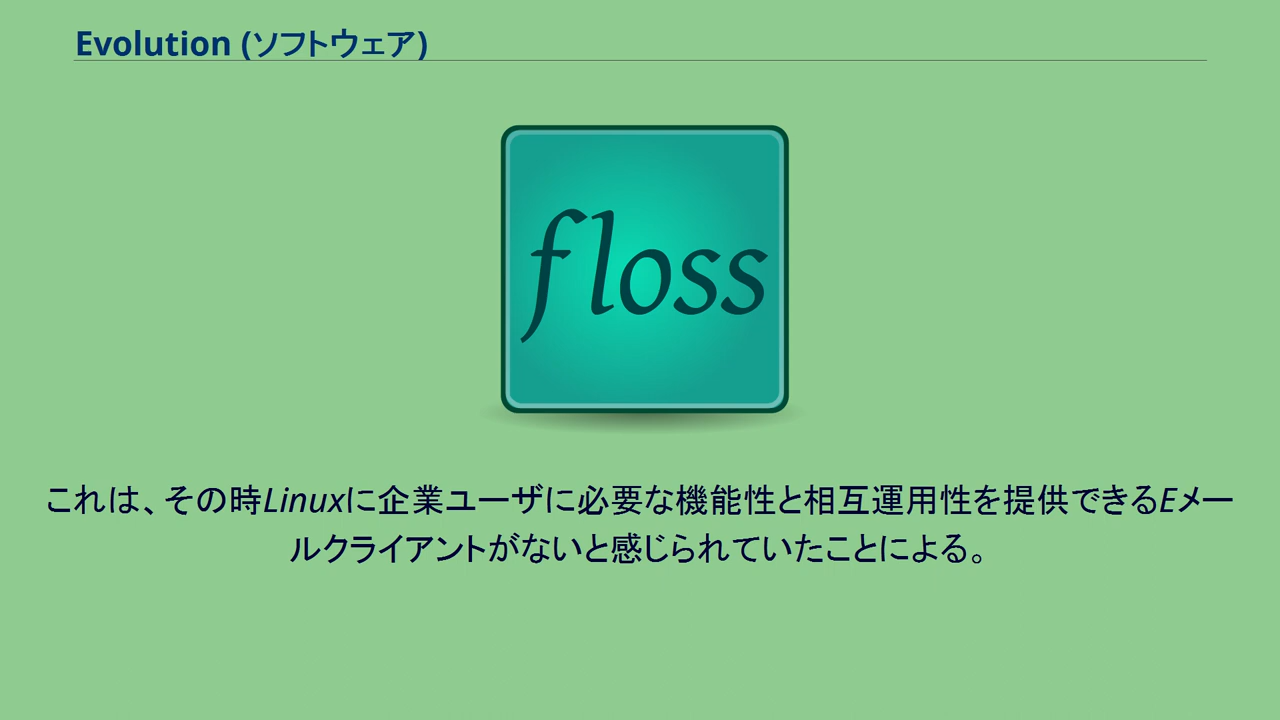 Evolution (ソフトウェア)
floss
これは、その時Linuxに企業ユーザに必要な機能性と相互運用性を提供できるEメー
ルクライアントがないと感じられていたことによる。